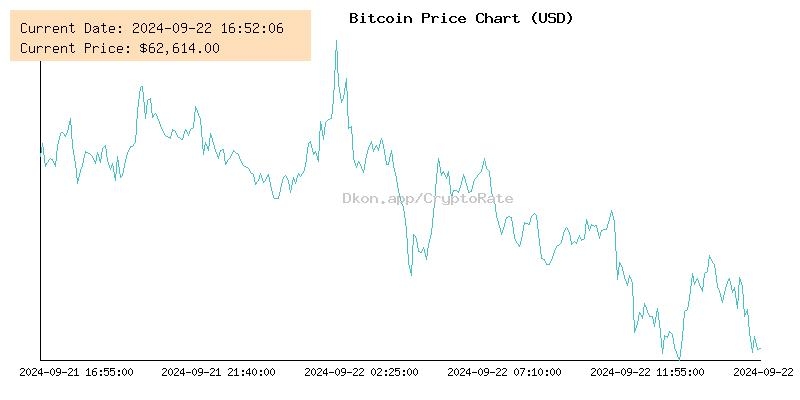 Bitcoin Price Chart (USD)
Current Date: 2024-09-22 16:52:06
Current Price: $62,614.00
Dkon.app/CryptoRate
2024-09-21 16:55:00 2024-09-21 21:40:00 2024-09-22 02:25:00 2024-09-22 07:10:00 2024-09-22 11:55:00 2024-09-22